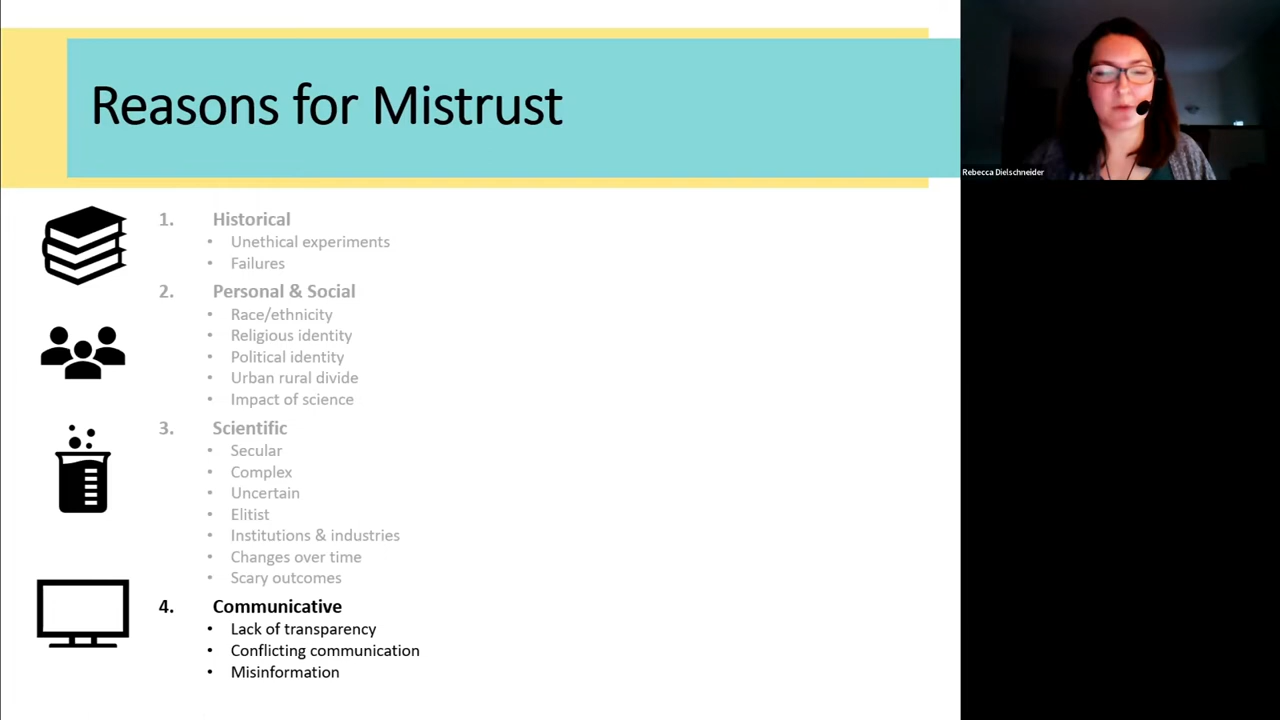 Reasons for Mistrust
Rebecca Dielschneider
1. Historical
• Unethical experiments
• Failures
2. Personal & Social
• Race/ethnicity
• Religious identity
• Political identity
• Urban rural divide
• Impact of science
3. Scientific
• Secular
• Complex
• Uncertain
• Elitist
• Institutions & industries
• Changes over time
• Scary outcomes
4. Communicative
• Lack of transparency
• Conflicting communication
• Misinformation